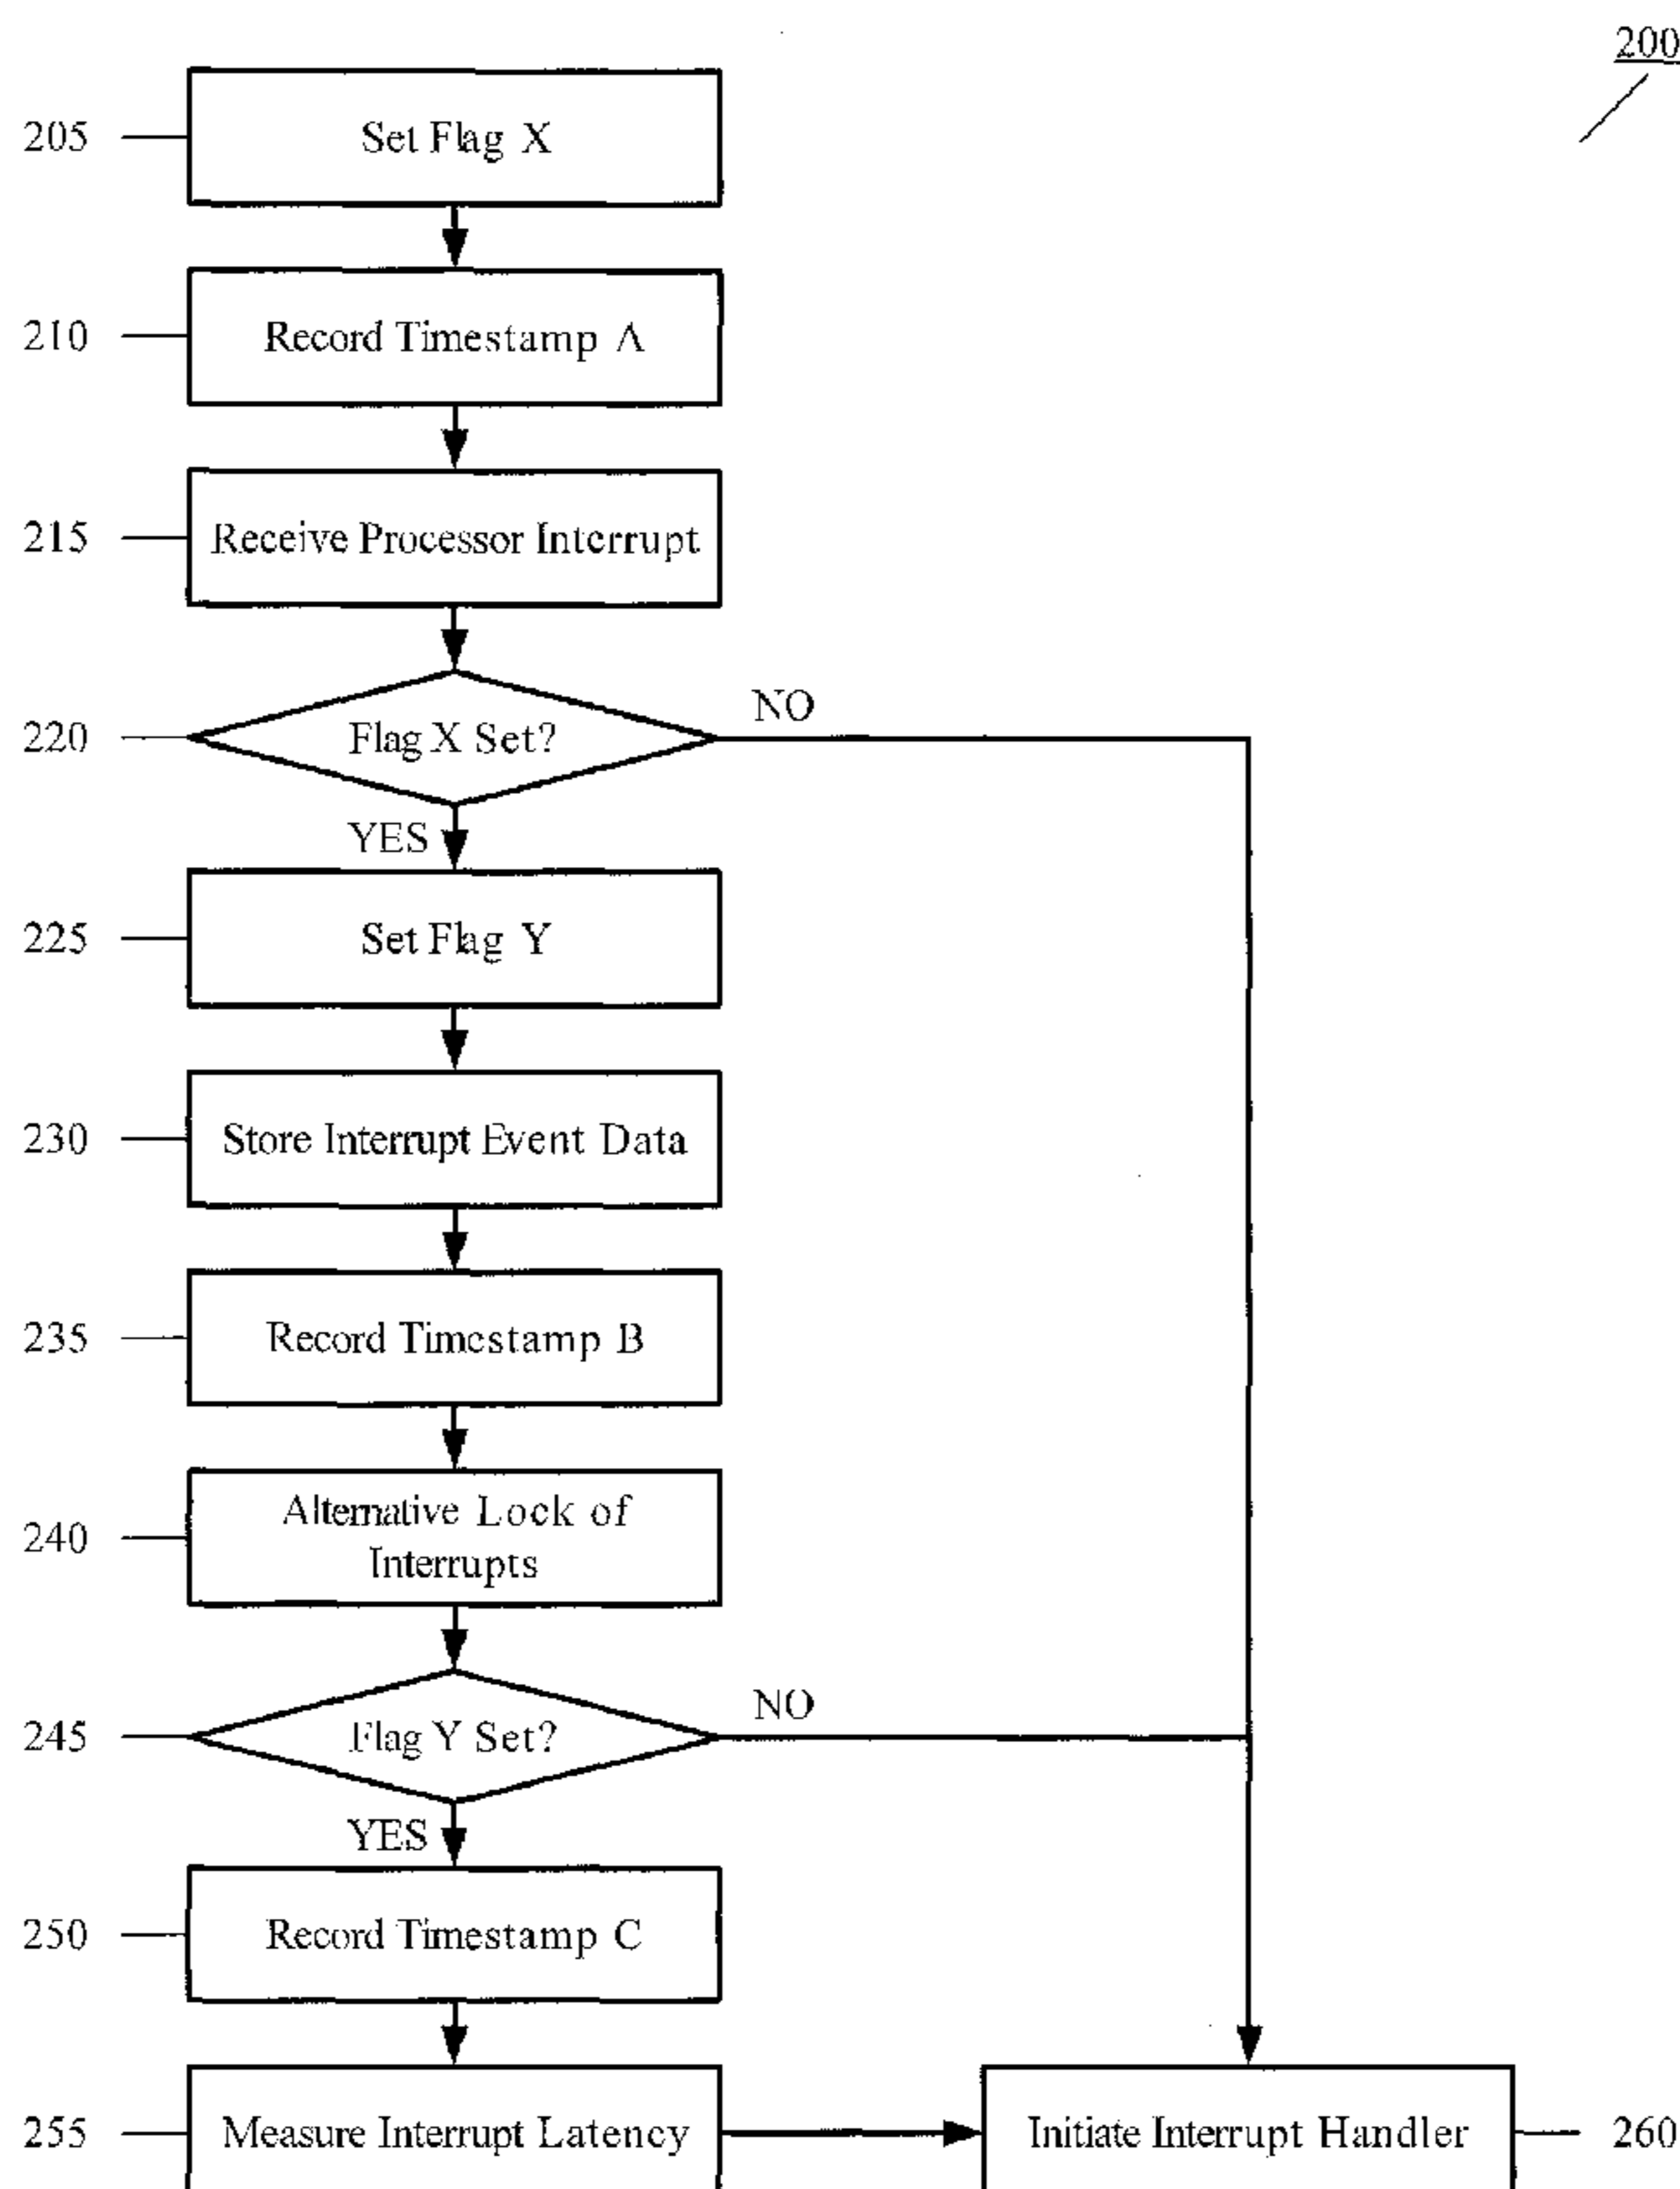 200
205
Set Flag X
210
Record Timestamp A
215
Receive Processor Interrupt
220
Flag X Set?
NO
YES
225
Set Flag Y
230
Store Interrupt Event Data
235
Record Timestamp B
240
Alternative Lock of
Interrupts
245
Flag Y Set?
NO
YES
250
Record Timestamp C
255
Measure Interrupt Latency
Initiate Interrupt Handler
260